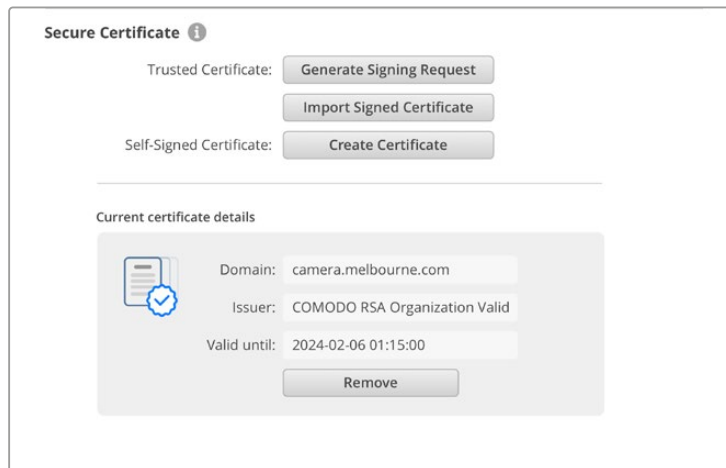 Secure Certificate
Trusted Certificate: Generate Signing Request
Import Signed Certificate
Self-Signed Certificate: Create Certificate
Current certificate details
Domain: camera.melbourne.com
Issuer: COMODO RSA Organization Valid
Valid until: 2024-02-06 01:15:00
Remove